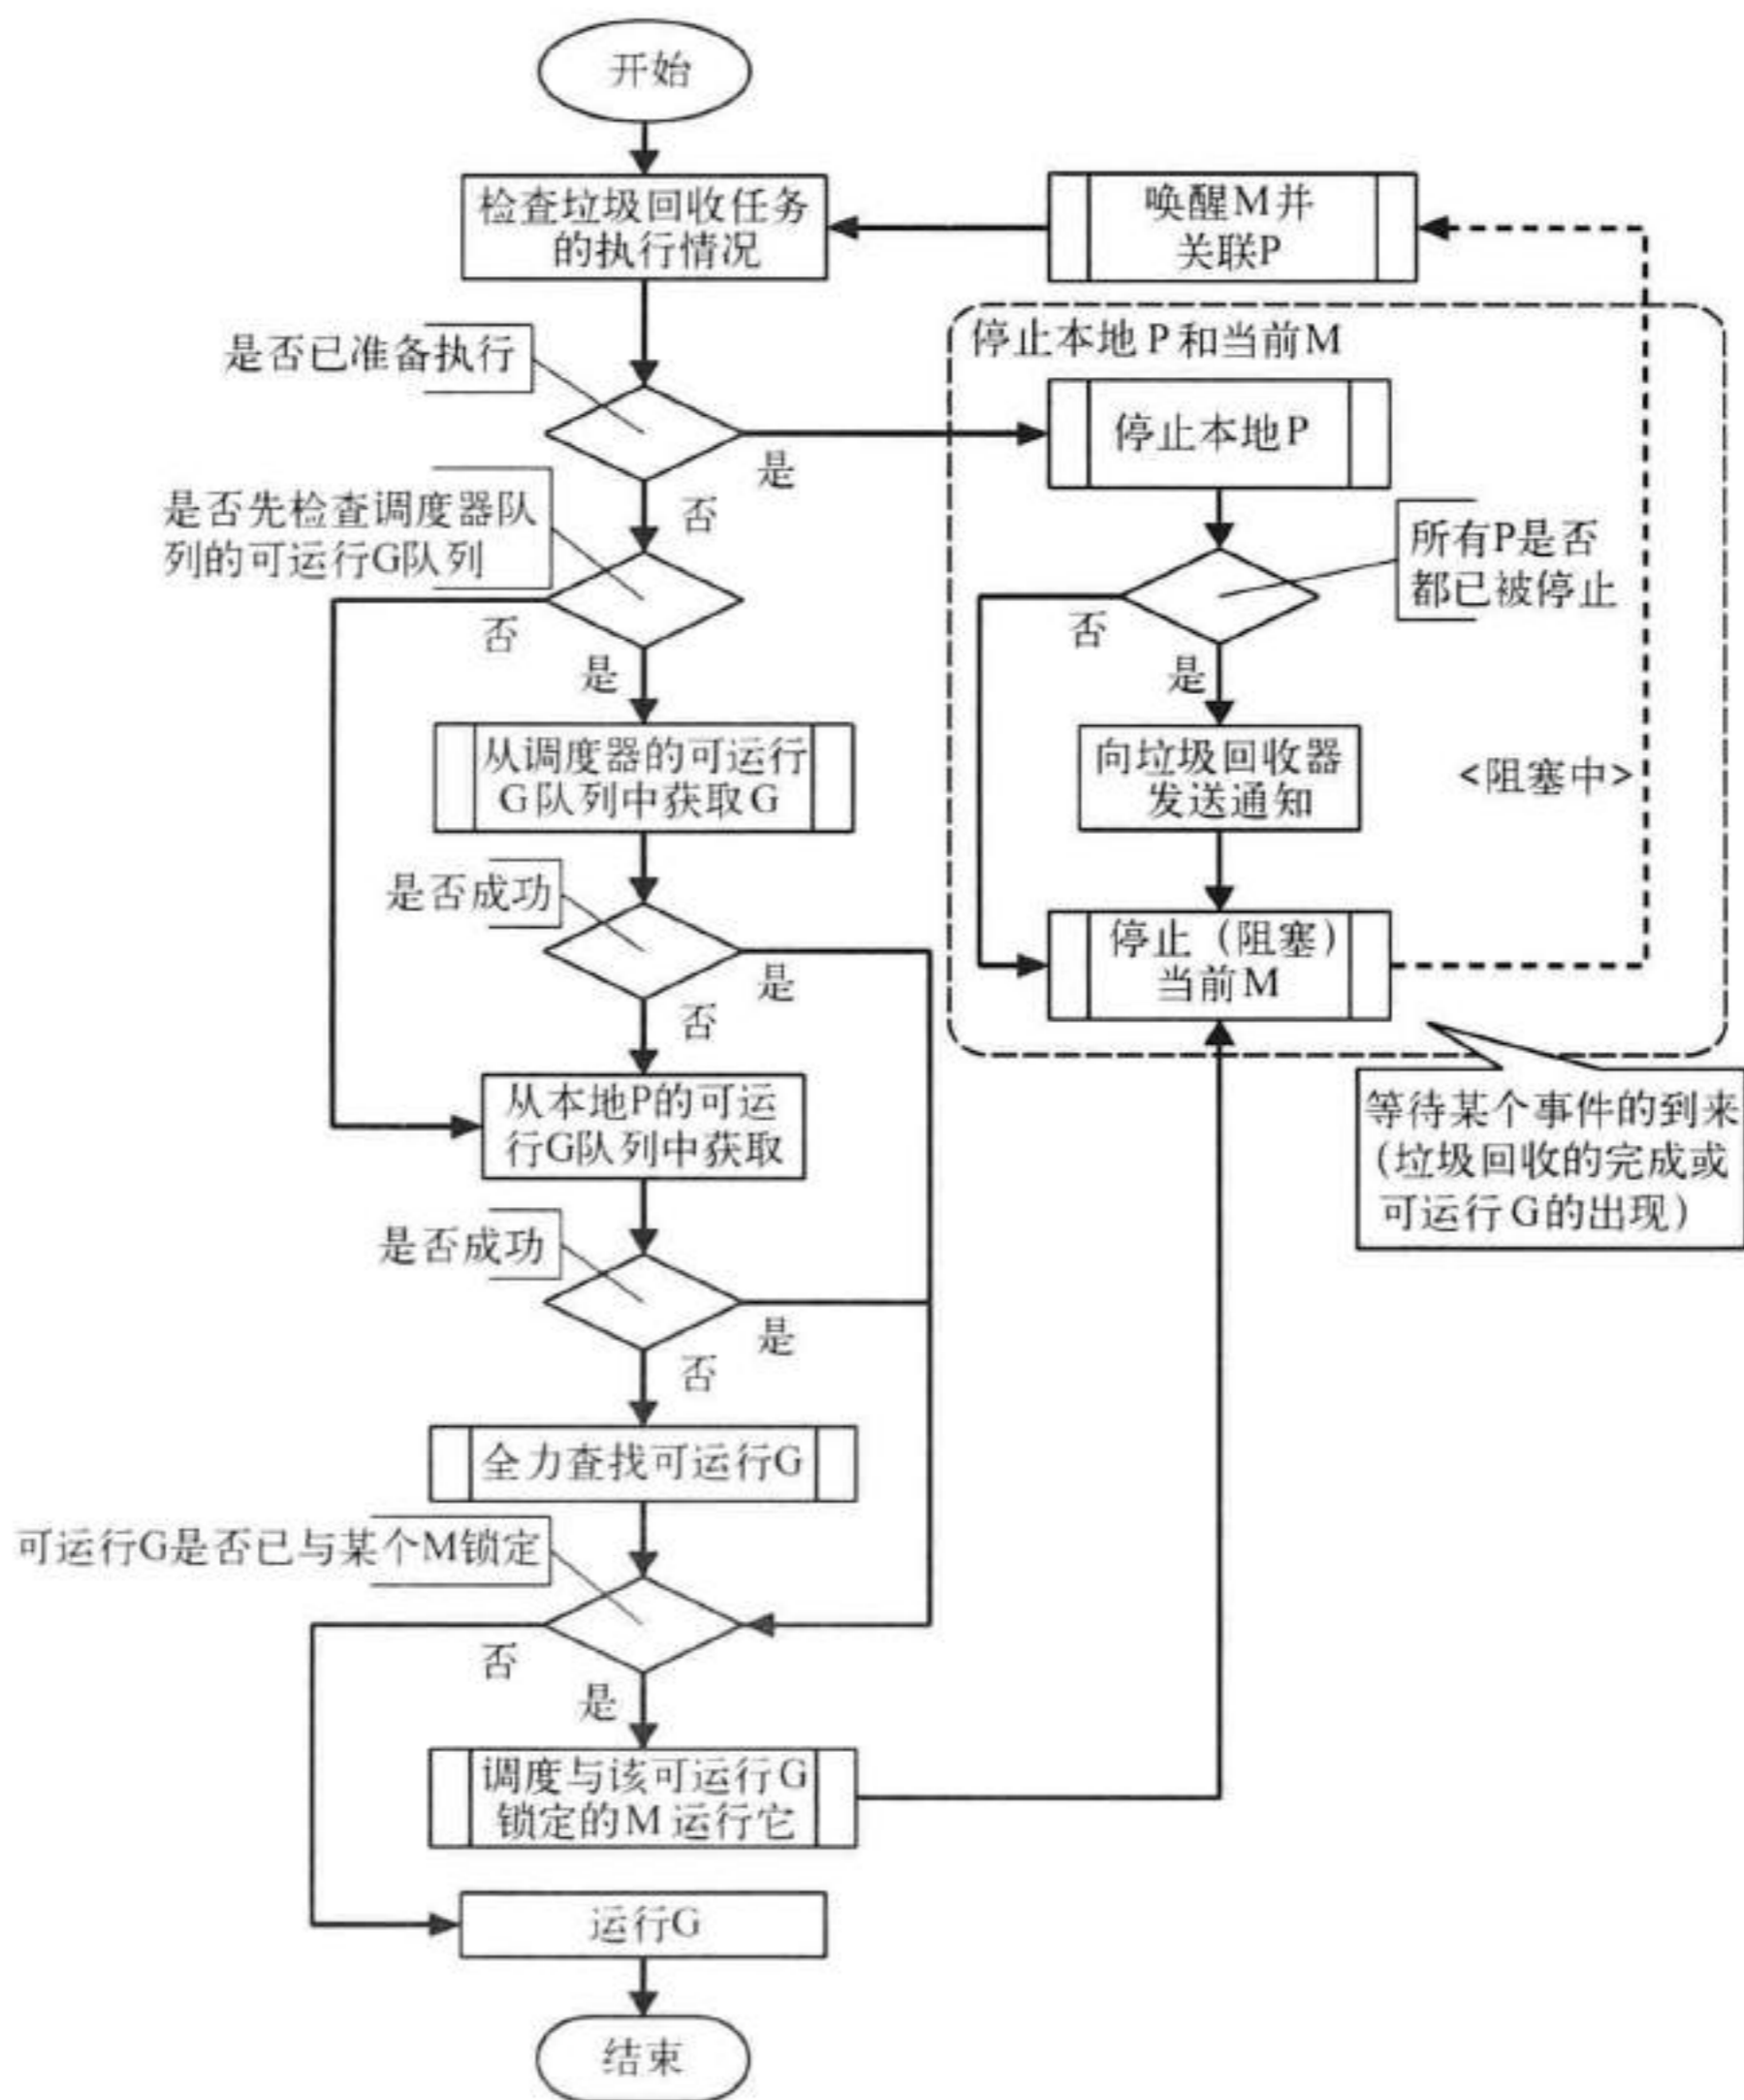 开始
检查垃圾回收任务
的执行情况
唤醒M并
关联P
是否已准备执行
停止本地P和当前M
停止本地P
是
否
是否先检查调度器队
列的可运行G队列
所有P是否
都已被停止
否
是
否
是
从调度器的可运行
G队列中获取G
向垃圾回收器
发送通知
<阻塞中>
是否成功
是
否
停止（阻塞）
当前M
从本地P的可运
行G队列中获取
等待某个事件的到来
（垃圾回收的完成或
可运行G的出现）
是否成功
是
否
全力查找可运行G
可运行G是否已与某个M锁定
否
是
调度与该可运行G
锁定的M运行它
运行G
结束